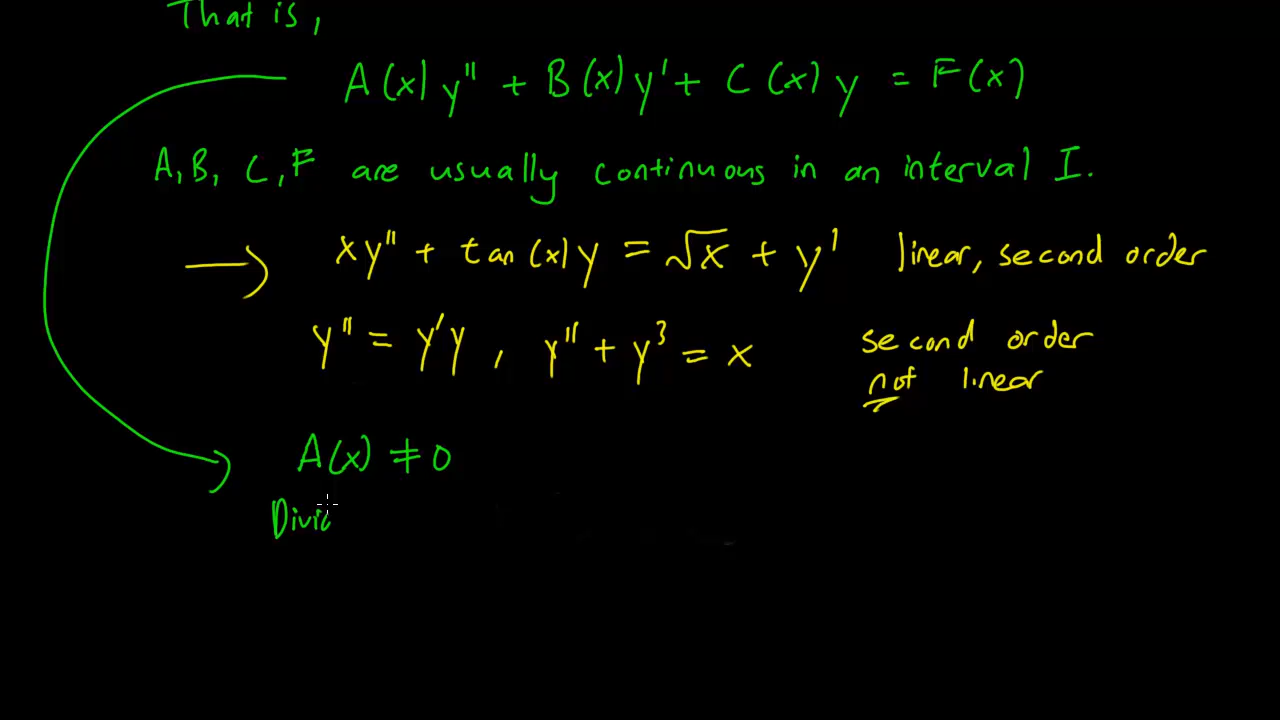 That is,
A(x) y'' + B(x) y' + C(x) y = F(x)
A, B, C, F are usually continuous in an interval I.
→ xy'' + tan(x) y = √x + y' linear, second order
y'' = y'y , y'' + y³ = x second order
not linear
A(x) ≠ 0
Divid